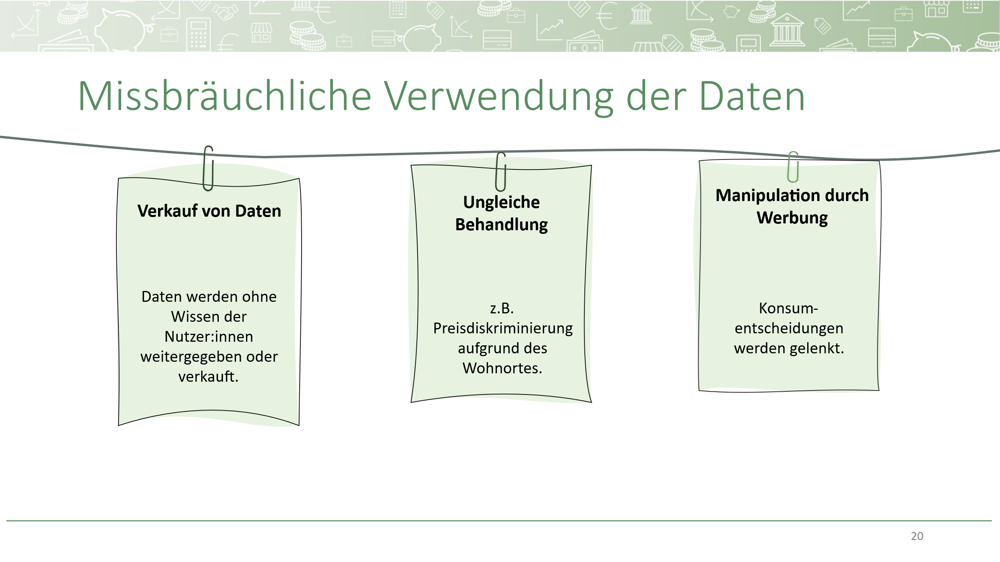 Missbräuchliche Verwendung der Daten
Verkauf von Daten
Daten werden ohne
Wissen der
Nutzer:innen
weitergegeben oder
verkauft.
Ungleiche
Behandlung
z.B.
Preisdiskriminierung
aufgrund des
Wohnortes.
Manipulation durch
Werbung
Konsum-
entscheidungen
werden gelenkt.
20